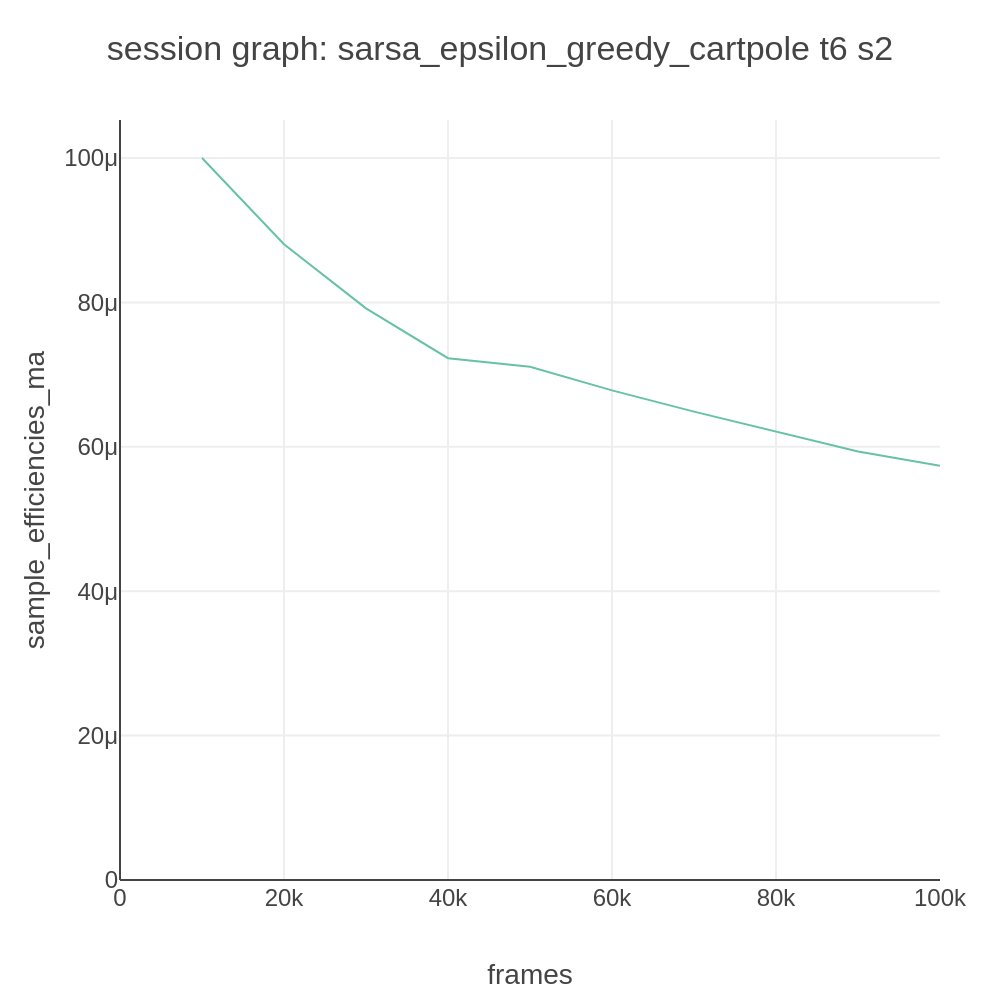 session graph: sarsa_epsilon_greedy_cartpole t6 s2
100μ
80μ
60μ
40μ
20μ
0
sample_efficiencies_ma
0 20k 40k 60k 80k 100k
frames